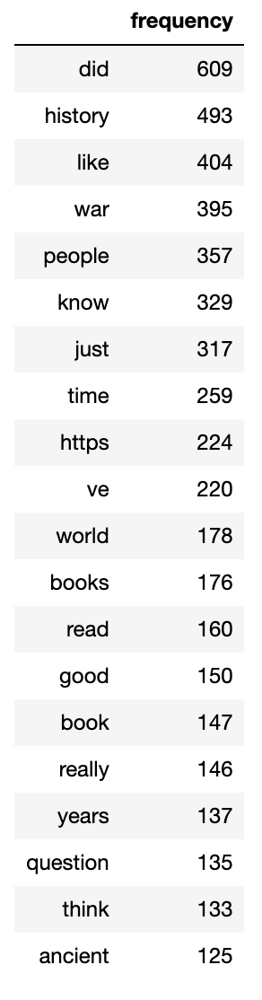 frequency
did 609
history 493
like 404
war 395
people 357
know 329
just 317
time 259
https 224
ve 220
world 178
books 176
read 160
good 150
book 147
really 146
years 137
question 135
think 133
ancient 125